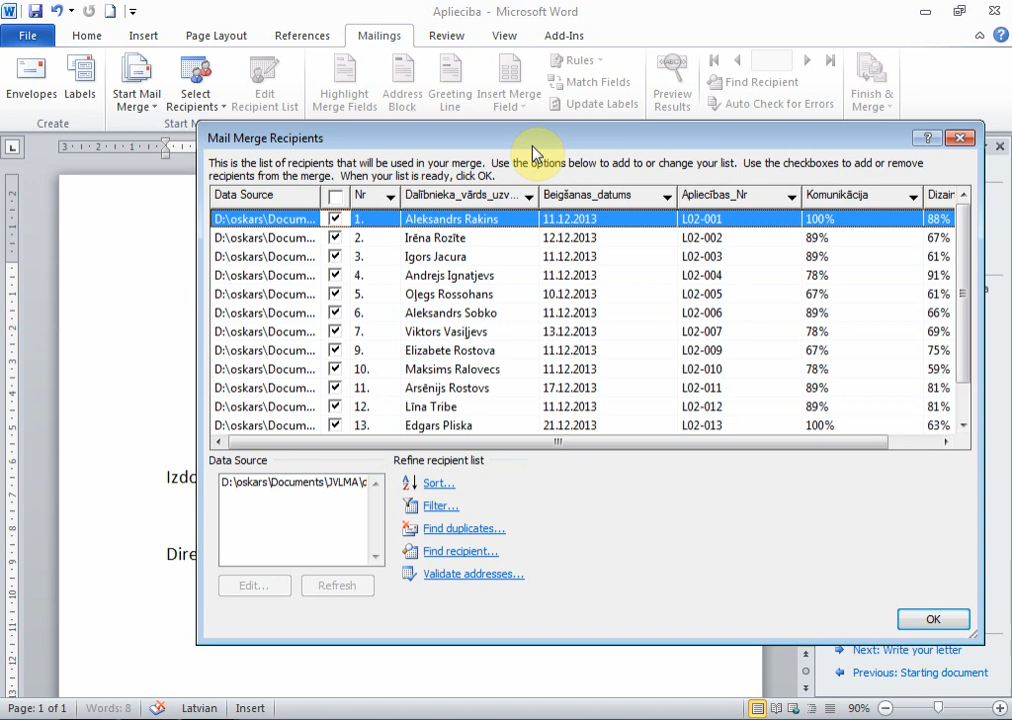 Aplieciba - Microsoft Word
File Home Insert Page Layout References Mailings Review View Add-Ins
Envelopes Labels Start Mail Merge Select Recipients Edit Recipient List Highlight Merge Fields Address Block Greeting Line Insert Merge Field Rules Match Fields Update Labels Preview Results Find Recipient Auto Check for Errors Finish & Merge
Create Start M
Mail Merge Recipients
This is the list of recipients that will be used in your merge. Use the options below to add to or change your list. Use the checkboxes to add or remove
recipients from the merge. When your list is ready, click OK.
Data Source Nr Dalībnieka_vārds_uzv... Beigšanas_datums Apliecības_Nr Komunikācija Dizair
D:\oskars\Docum... 1. Aleksandrs Rakins 11.12.2013 L02-001 100% 88%
D:\oskars\Docum... 2. Irēna Rozīte 12.12.2013 L02-002 89% 67%
D:\oskars\Docum... 3. Igors Jacura 11.12.2013 L02-003 89% 61%
D:\oskars\Docum... 4. Andrejs Ignatjevs 11.12.2013 L02-004 78% 91%
D:\oskars\Docum... 5. Oļegs Rossohans 10.12.2013 L02-005 67% 61%
D:\oskars\Docum... 6. Aleksandrs Sobko 11.12.2013 L02-006 89% 66%
D:\oskars\Docum... 7. Viktors Vasiļjevs 13.12.2013 L02-007 78% 69%
D:\oskars\Docum... 9. Elizabete Rostova 11.12.2013 L02-009 67% 75%
D:\oskars\Docum... 10. Maksims Ralovecs 11.12.2013 L02-010 78% 59%
D:\oskars\Docum... 11. Arsēnijs Rostovs 17.12.2013 L02-011 89% 81%
D:\oskars\Docum... 12. Līna Tribe 11.12.2013 L02-012 89% 81%
D:\oskars\Docum... 13. Edgars Pliska 21.12.2013 L02-013 100% 63%
Data Source Refine recipient list
D:\oskars\Documents\JVLMA\
Sort...
Filter...
Find duplicates...
Find recipient...
Validate addresses...
Edit... Refresh
OK
Izdo
Dire
Next: Write your letter
Previous: Starting document
Page: 1 of 1 Words: 8 Latvian Insert 90%